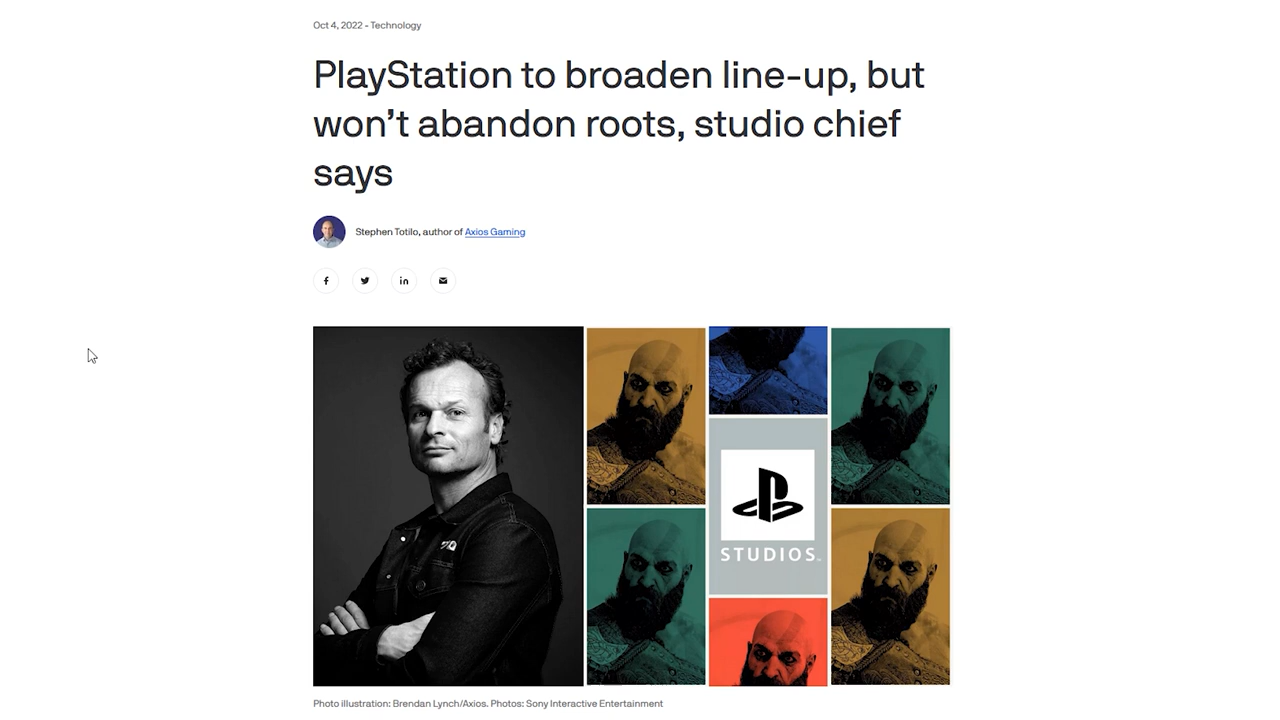 Oct 4, 2022 - Technology
PlayStation to broaden line-up, but
won't abandon roots, studio chief
says
Stephen Totilo, author of Axios Gaming
STUDIOS
Photo illustration: Brendan Lynch/Axios. Photos: Sony Interactive Entertainment